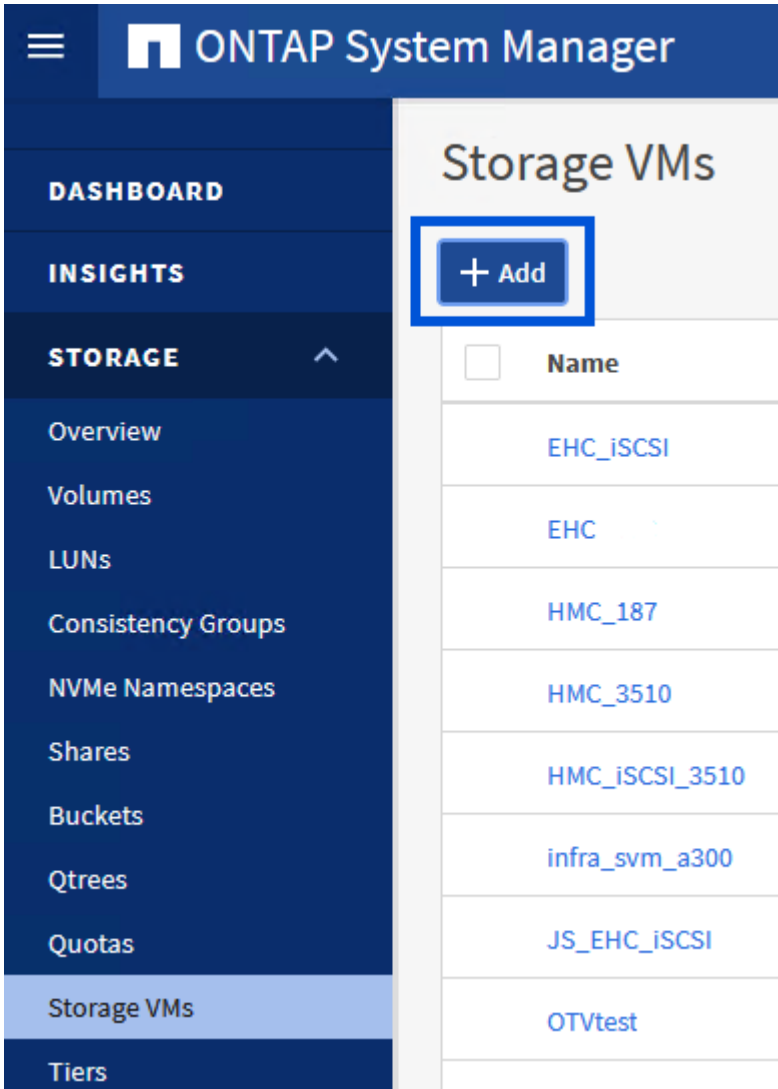 ONTAP System Manager
DASHBOARD
INSIGHTS
STORAGE
Overview
Volumes
LUNs
Consistency Groups
NVMe Namespaces
Shares
Buckets
Qtrees
Quotas
Storage VMs
Tiers
Storage VMs
+ Add
Name
EHC_iSCSI
EHC
HMC_187
HMC_3510
HMC_iSCSI_3510
infra_svm_a300
JS_EHC_iSCSI
OTVtest